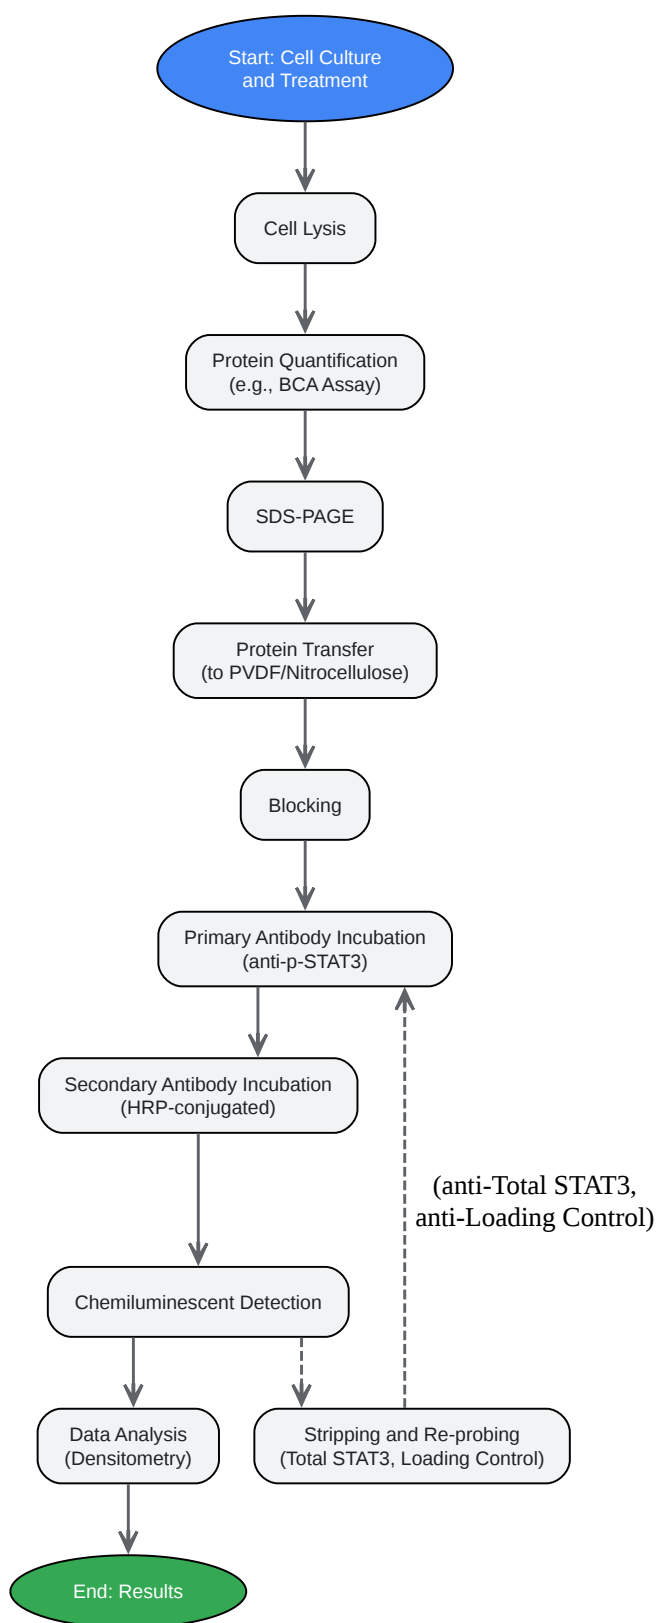 Start: Cell Culture
and Treatment
Cell Lysis
Protein Quantification
(e.g., BCA Assay)
SDS-PAGE
Protein Transfer
(to PVDF/Nitrocellulose)
Blocking
Primary Antibody Incubation
(anti-p-STAT3)
Secondary Antibody Incubation
(HRP-conjugated)
(anti-Total STAT3,
anti-Loading Control)
Chemiluminescent Detection
Data Analysis
(Densitometry)
Stripping and Re-probing
(Total STAT3, Loading Control)
End: Results